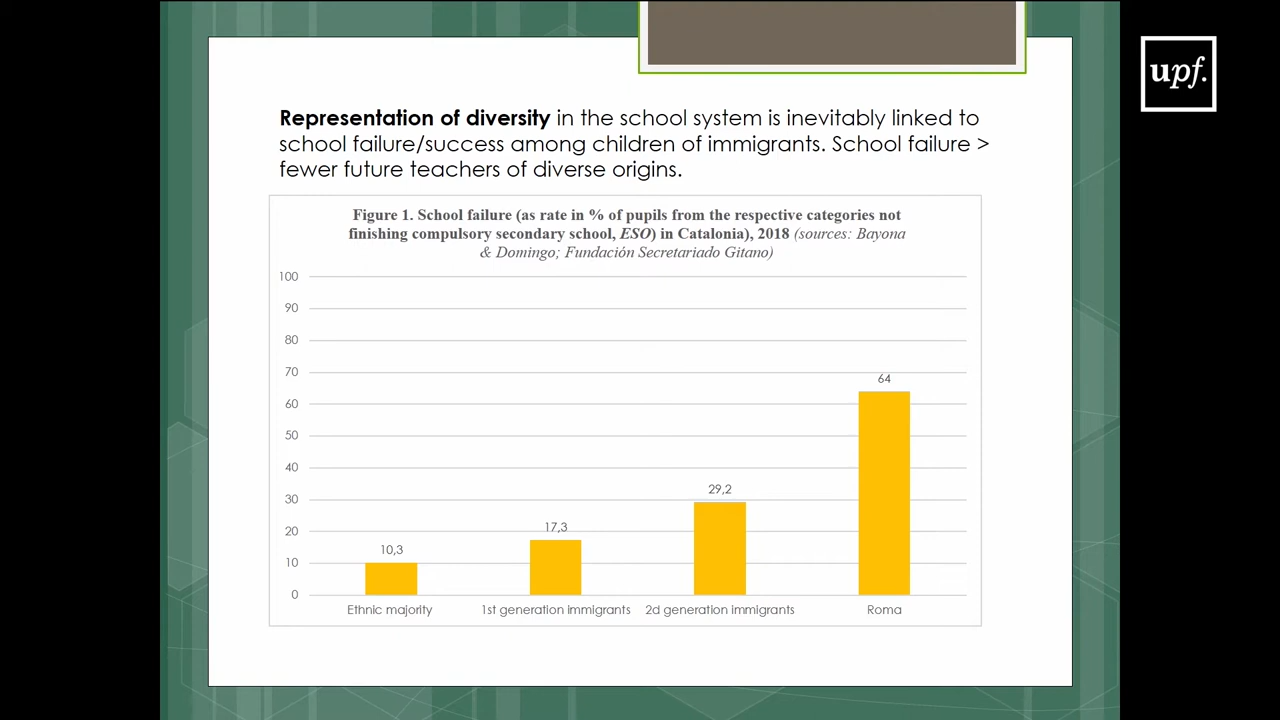 upf.
Representation of diversity in the school system is inevitably linked to
school failure/success among children of immigrants. School failure >
fewer future teachers of diverse origins.
Figure 1. School failure (as rate in % of pupils from the respective categories not
finishing compulsory secondary school, ESO) in Catalonia), 2018 (sources: Bayona
& Domingo; Fundación Secretariado Gitano)
100
90
80
70
60
50
40
30
20
10
0
10,3
17,3
29,2
64
Ethnic majority
1st generation immigrants
2d generation immigrants
Roma